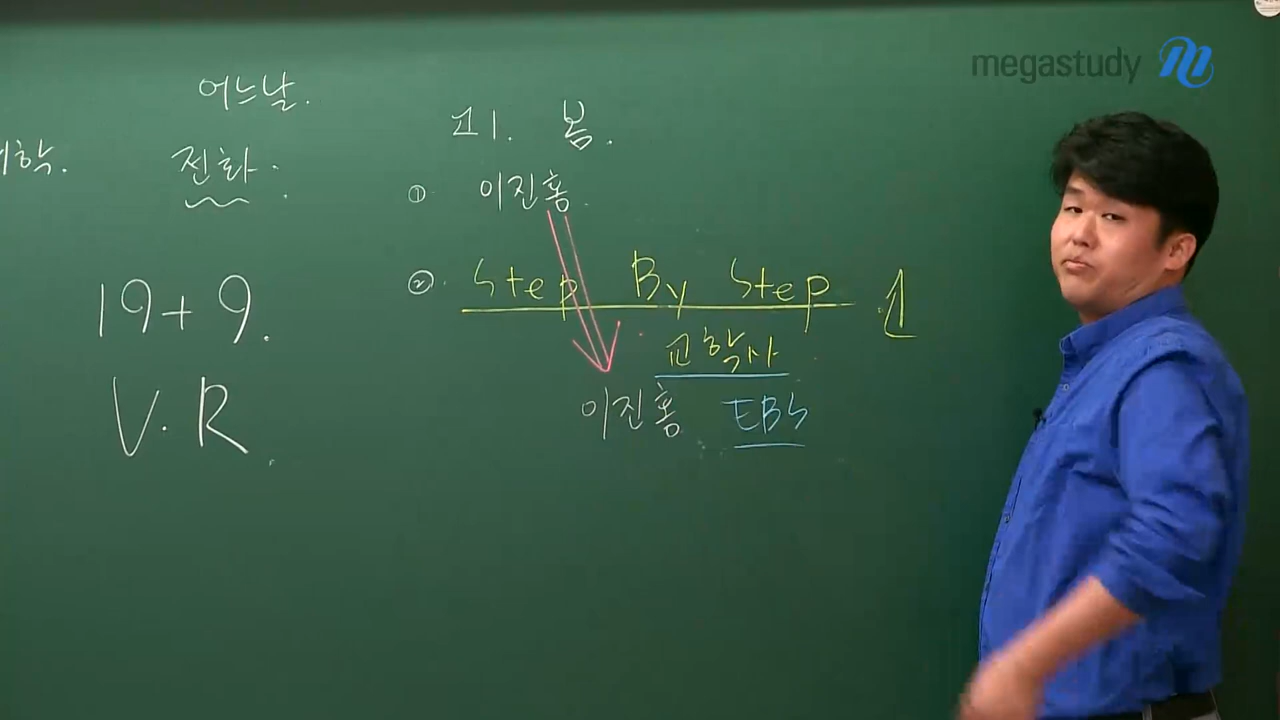 megastudy
어느날.
학.
전화.
19+9.
V.R
고1. 봄.
① 이진홍.
② Step By Step 1
교학사
이진홍 EBS